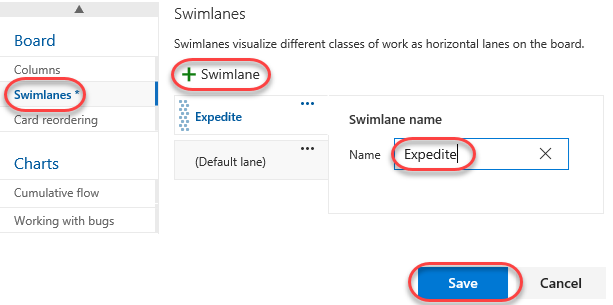 Board
Columns
Swimlanes *
Card reordering
Charts
Cumulative flow
Working with bugs
Swimlanes
Swimlanes visualize different classes of work as horizontal lanes on the board.
+ Swimlane
Expedite
(Default lane)
Swimlane name
Name Expedite
Save Cancel